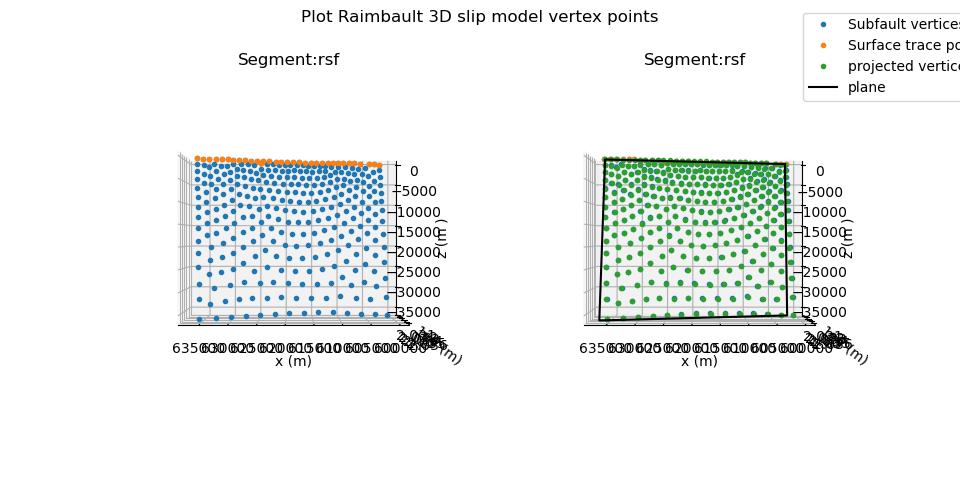 Plot Raimbault 3D slip model vertex points
Subfault vertices
Surface trace po
projected vertice
plane
Segment:rsf
Segment:rsf
0
-5000
-10000
-15000
-20000
-25000
-30000
-35000
z (m )
x (m)
(m)
0
-5000
-10000
-15000
-20000
-25000
-30000
-35000
z (m )
x (m)
(m)